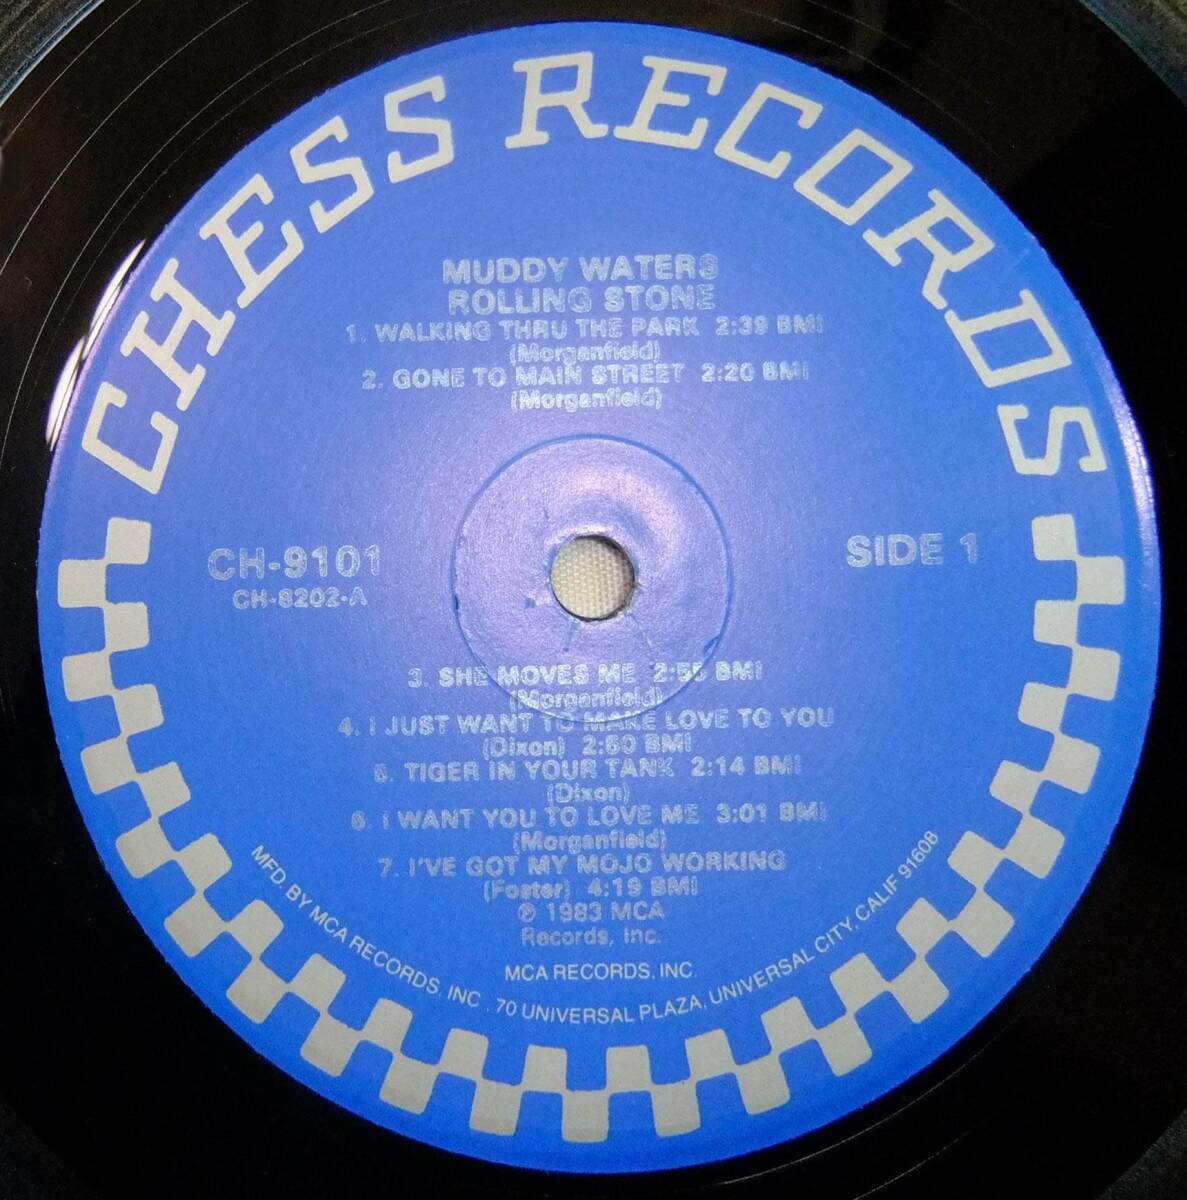 CHESS RECORDS
MUDDY WATERS
ROLLING STONE
1. WALKING THRU THE PARK 2:39 BMI
(Morganfield)
2. GONE TO MAIN STREET 2:20 BMI
(Morganfield)
CH-9101
CH-8202-A
SIDE 1
3. SHE MOVES ME 2:55 BMI
(Morganfield)
4. I JUST WANT TO MAKE LOVE TO YOU
(Dixon) 2:50 BMI
5. TIGER IN YOUR TANK 2:14 BMI
(Dixon)
6. I WANT YOU TO LOVE ME 3:01 BMI
(Morganfield)
7. I'VE GOT MY MOJO WORKING
(Foster) 4:19 BMI
℗ 1983 MCA
Records, Inc.
MCA RECORDS, INC.
MFD. BY MCA RECORDS, INC., 70 UNIVERSAL PLAZA, UNIVERSAL CITY, CALIF 91608